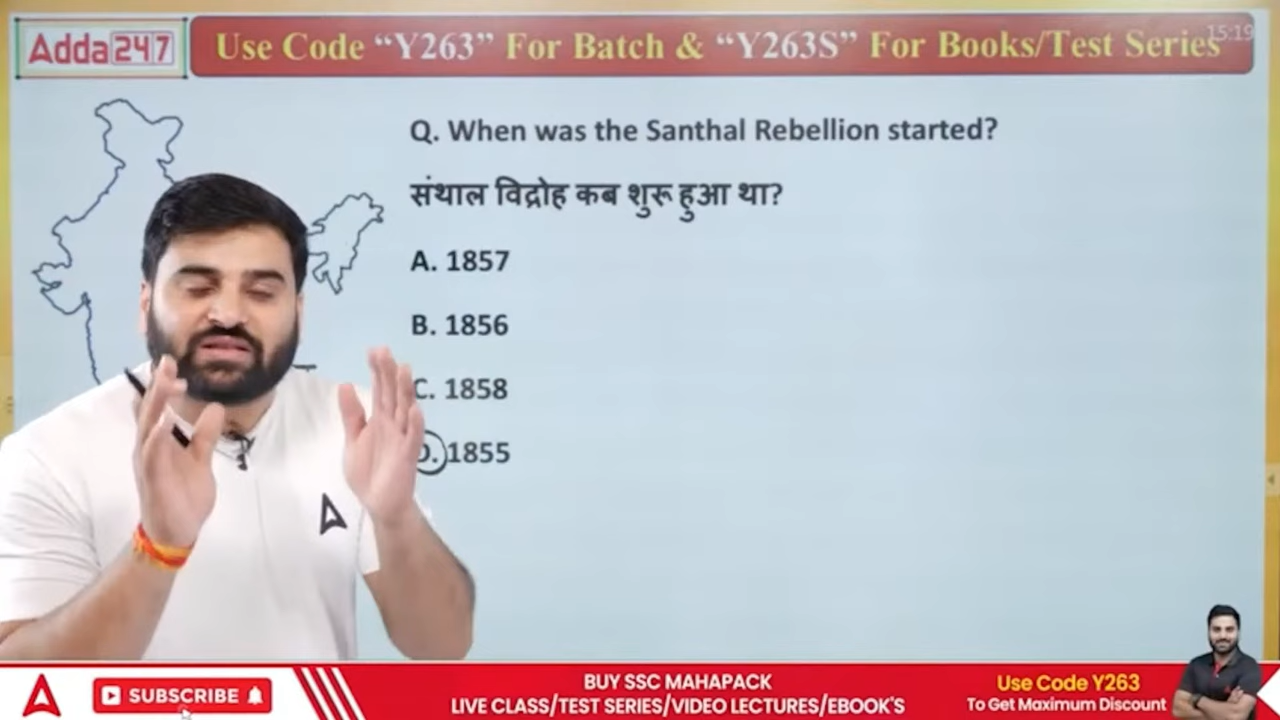 Adda247
Use Code “Y263” For Batch & “Y263S” For Books/Test Series
15:19
Q. When was the Santhal Rebellion started?
संथाल विद्रोह कब शुरू हुआ था?
A. 1857
B. 1856
C. 1858
D. 1855
SUBSCRIBE
BUY SSC MAHAPACK
LIVE CLASS/TEST SERIES/VIDEO LECTURES/EBOOK'S
Use Code Y263
To Get Maximum Discount